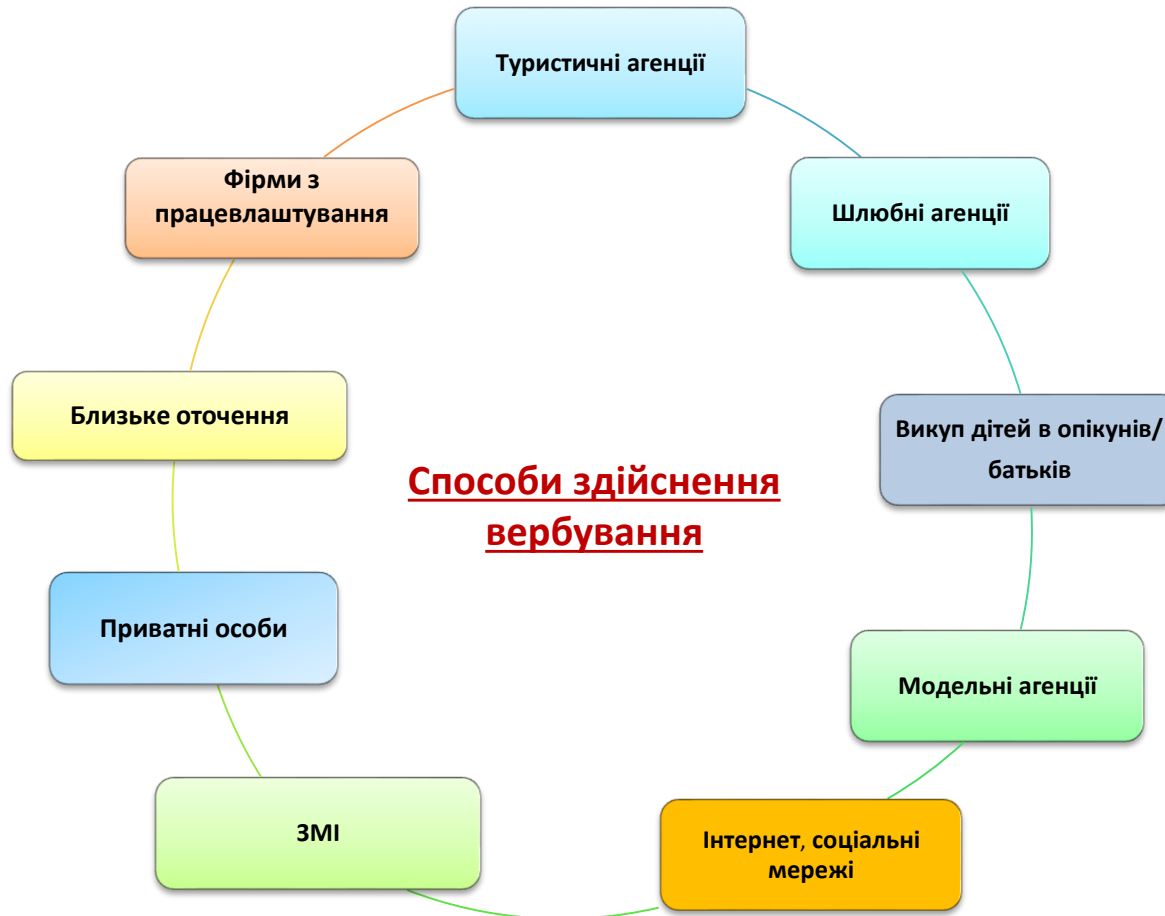 Туристичні агенції
Фірми з
працевлаштування
Шлюбні агенції
Близьке оточення
Викуп дітей в опікунів/
батьків
Способи здійснення
вербування
Приватні особи
Модельні агенції
ЗМІ
Інтернет, соціальні
мережі